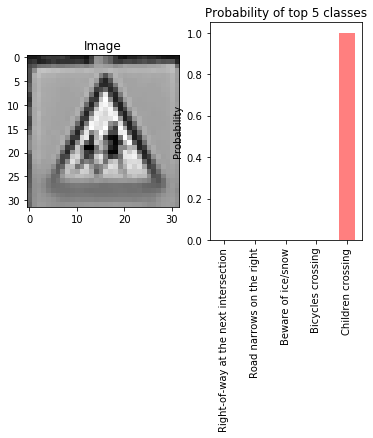 Image
0
5
10
15
20
25
30
0
10
20
30
Probability of top 5 classes
1.0
0.8
0.6
0.4
0.2
0.0
Probability
Right-of-way at the next intersection
Road narrows on the right
Beware of ice/snow
Bicycles crossing
Children crossing